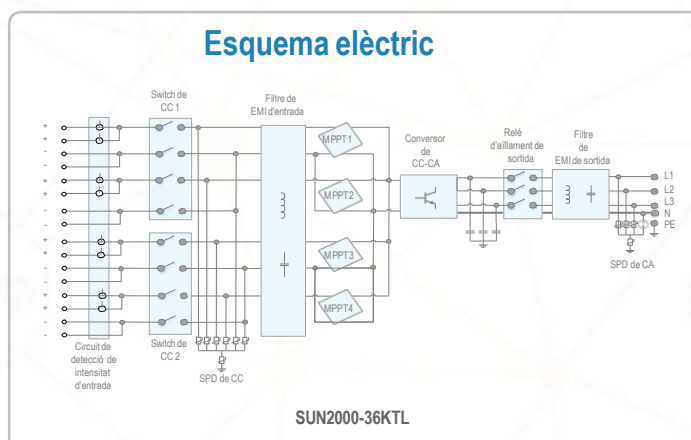 Esquema elèctric
Switch de
CC 1
Filtre de
EMI d'entrada
MPPT1
MPPT2
MPPT3
MPPT4
Conversor
de
CC-CA
Relé
d'aïllament de
sortida
Filtre
de
EMI de sortida
L1
L2
L3
N
PE
SPD de CA
+
+
-
-
+
+
-
-
+
+
-
-
+
+
-
-
Circuit de
detecció de
intensitat
d'entrada
Switch de
CC 2
SPD de CC
SUN2000-36KTL